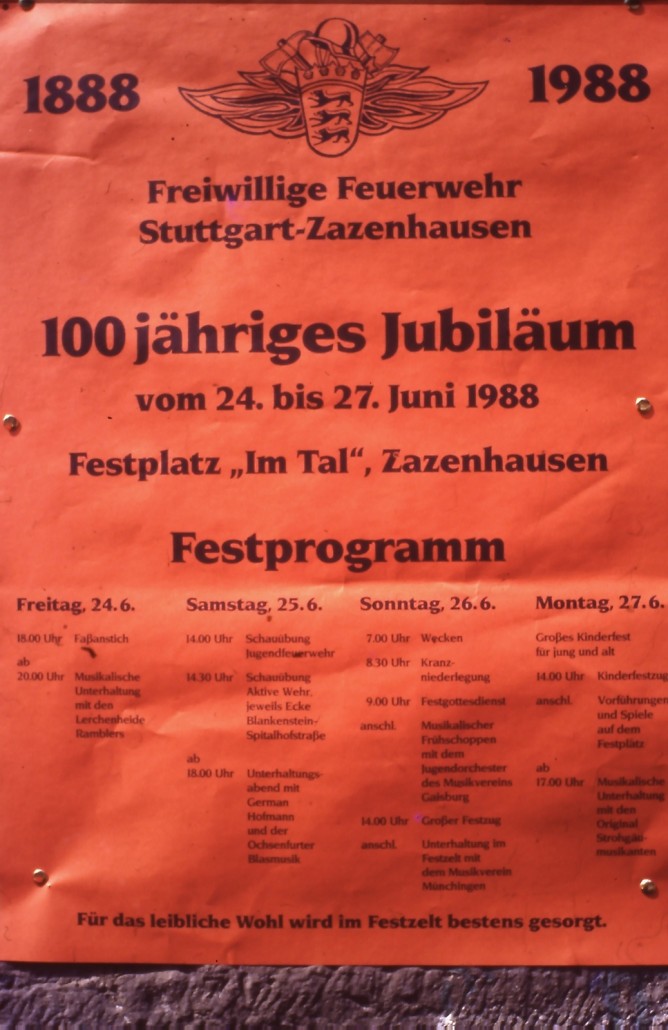 1888
1988
Freiwillige Feuerwehr
Stuttgart-Zazenhausen
100 jähriges Jubiläum
vom 24. bis 27. Juni 1988
Festplatz „Im Tal“, Zazenhausen
Festprogramm
Freitag, 24.6.
18.00 Uhr Faßanstich
ab
20.00 Uhr Musikalische
Unterhaltung
mit den
Lerchenheide
Ramblers
Samstag, 25.6.
14.00 Uhr Schauübung
Jugendfeuerwehr
14.30 Uhr Schauübung
Aktive Wehr,
jeweils Ecke
Blankenstein-/
Spitalhofstraße
ab
18.00 Uhr Unterhaltungs-
abend mit
German
Hofmann
und der
Ochsenfurter
Blasmusik
Sonntag, 26.6.
7.00 Uhr Wecken
8.30 Uhr Kranz-
niederlegung
9.00 Uhr Festgottesdienst
anschl. Musikalischer
Frühschoppen
mit dem
Jugendorchester
des Musikvereins
Gaisburg
14.00 Uhr Großer Festzug
anschl. Unterhaltung im
Festzelt mit
dem Musikverein
Münchingen
Montag, 27.6.
Großes Kinderfest
für jung und alt
14.00 Uhr Kinderfestzug
anschl. Vorführungen
und Spiele
auf dem
Festplatz
ab
17.00 Uhr Musikalische
Unterhaltung
mit den
Original
Strohgäu-
musikanten
Für das leibliche Wohl wird im Festzelt bestens gesorgt.